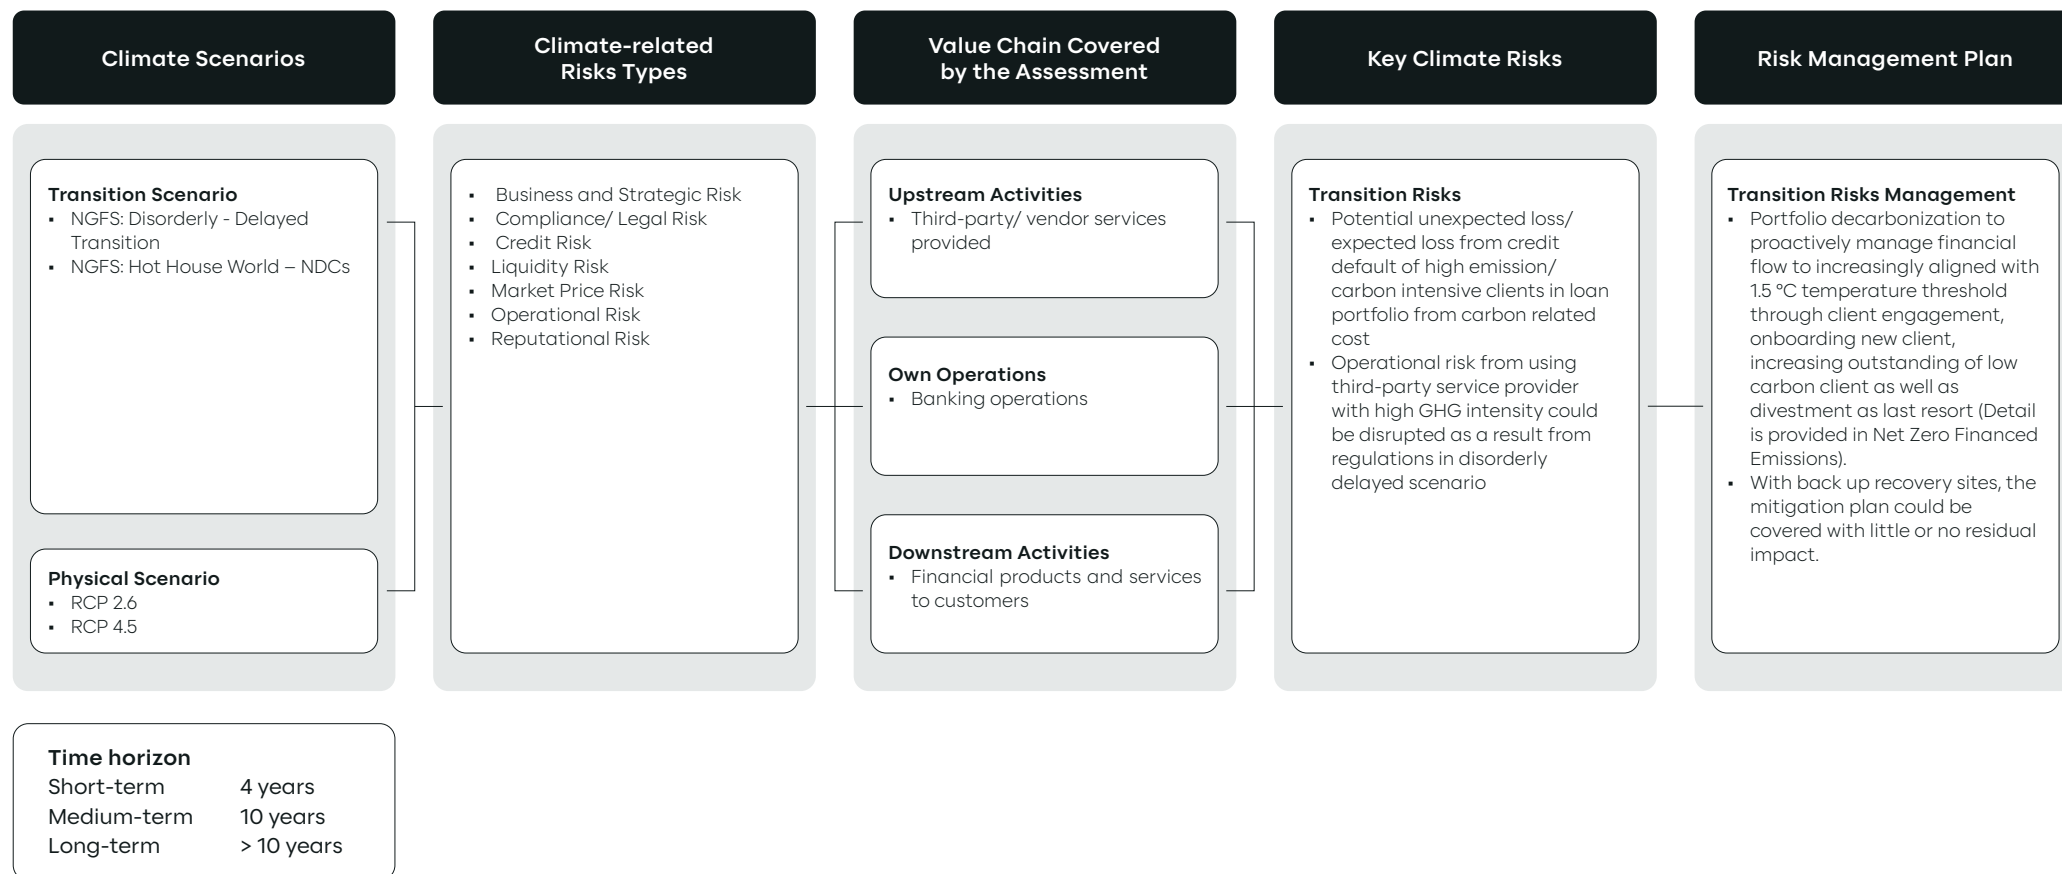 Climate Scenarios
Climate-related
Risks Types
Value Chain Covered
by the Assessment
Key Climate Risks
Risk Management Plan
Transition Scenario
▪ NGFS: Disorderly - Delayed
Transition
▪ NGFS: Hot House World – NDCs
Physical Scenario
▪ RCP 2.6
▪ RCP 4.5
▪ Business and Strategic Risk
▪ Compliance/ Legal Risk
▪ Credit Risk
▪ Liquidity Risk
▪ Market Price Risk
▪ Operational Risk
▪ Reputational Risk
Upstream Activities
▪ Third-party/ vendor services
provided
Own Operations
▪ Banking operations
Downstream Activities
▪ Financial products and services
to customers
Transition Risks
▪ Potential unexpected loss/
expected loss from credit
default of high emission/
carbon intensive clients in loan
portfolio from carbon related
cost
▪ Operational risk from using
third-party service provider
with high GHG intensity could
be disrupted as a result from
regulations in disorderly
delayed scenario
Transition Risks Management
▪ Portfolio decarbonization to
proactively manage financial
flow to increasingly aligned with
1.5 °C temperature threshold
through client engagement,
onboarding new client,
increasing outstanding of low
carbon client as well as
divestment as last resort (Detail
is provided in Net Zero Financed
Emissions).
▪ With back up recovery sites, the
mitigation plan could be
covered with little or no residual
impact.
Time horizon
Short-term 4 years
Medium-term 10 years
Long-term > 10 years